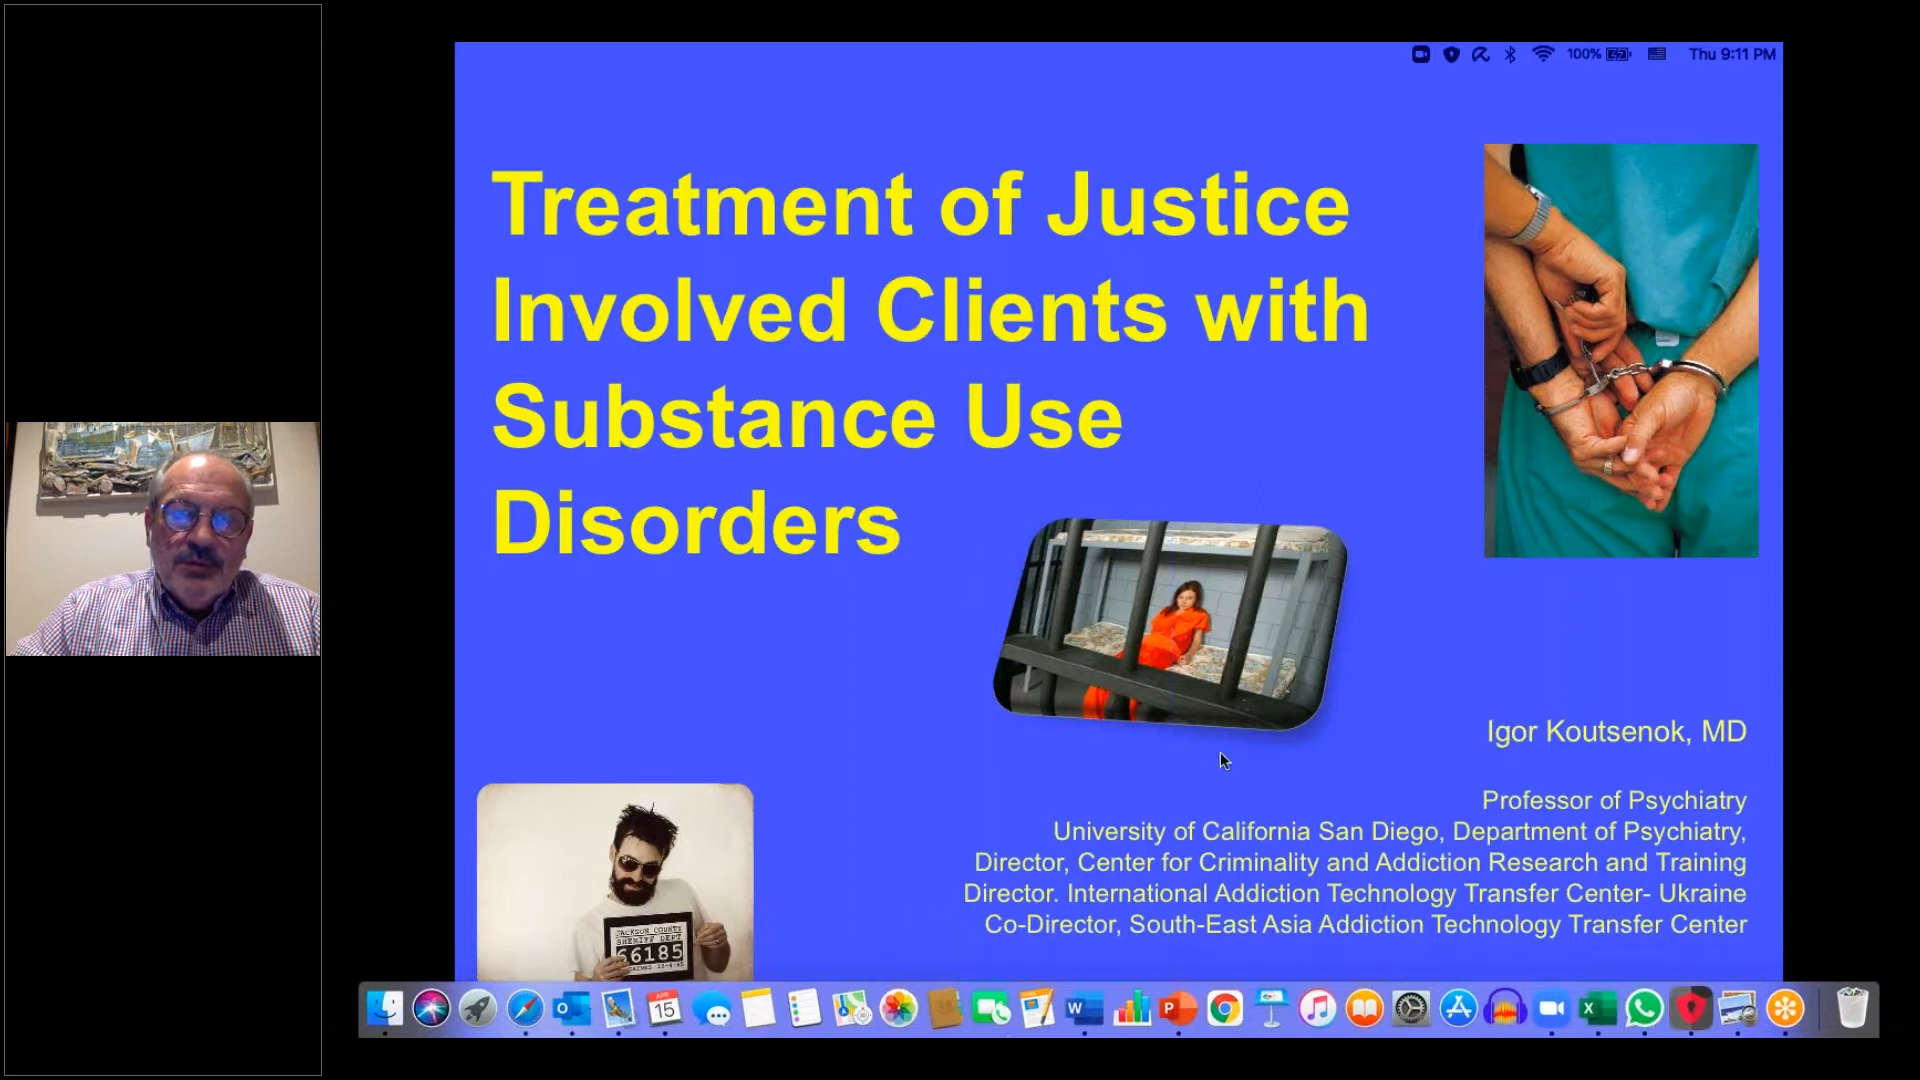 100%
Thu 9:11 PM
Treatment of Justice
Involved Clients with
Substance Use
Disorders
Igor Koutsenok, MD
Professor of Psychiatry
University of California San Diego, Department of Psychiatry,
Director, Center for Criminality and Addiction Research and Training
Director. International Addiction Technology Transfer Center- Ukraine
Co-Director, South-East Asia Addiction Technology Transfer Center
JACKSON COUNTY
SHERIFF DEPT
66185
APR
15